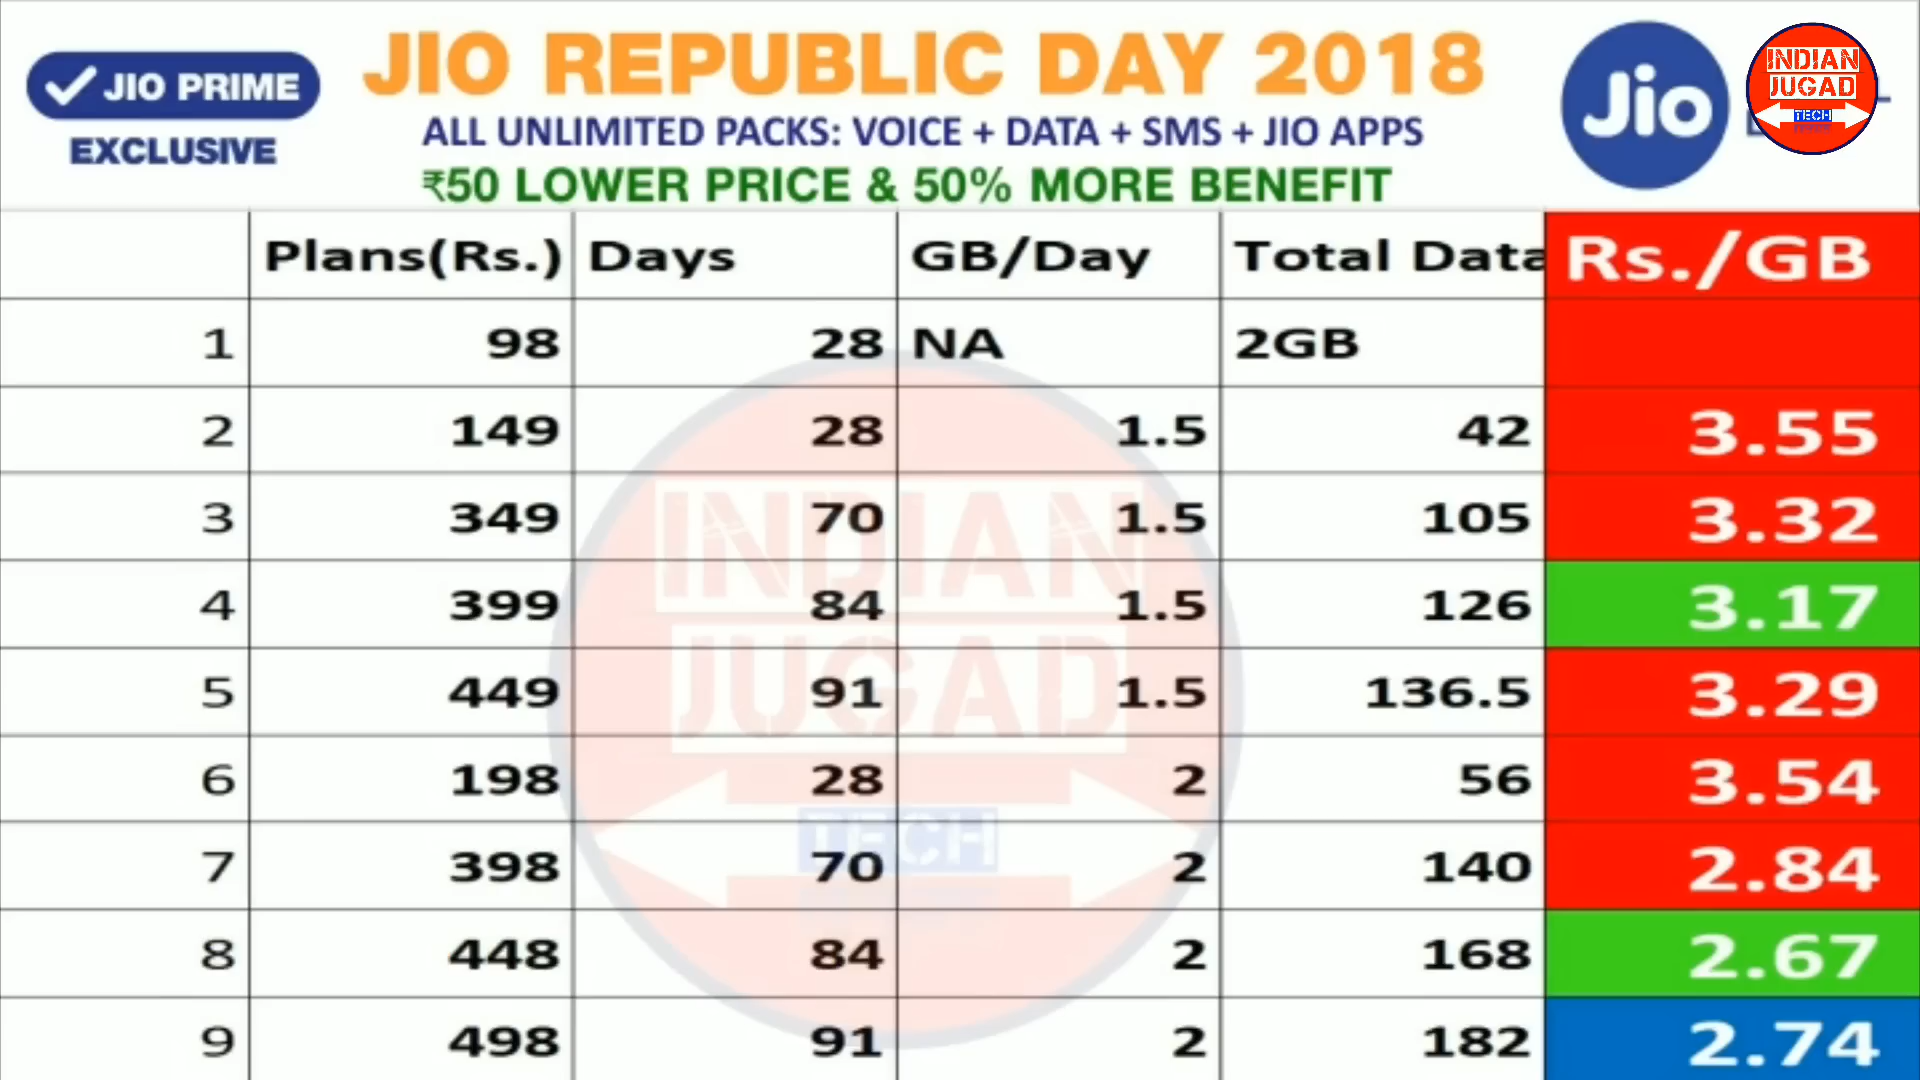 JIO PRIME
EXCLUSIVE
JIO REPUBLIC DAY 2018
ALL UNLIMITED PACKS: VOICE + DATA + SMS + JIO APPS
₹50 LOWER PRICE & 50% MORE BENEFIT
Jio
INDIAN
JUGAD
TECH
Plans(Rs.) Days GB/Day Total Data Rs./GB
1 98 28 NA 2GB
2 149 28 1.5 42 3.55
3 349 70 1.5 105 3.32
4 399 84 1.5 126 3.17
5 449 91 1.5 136.5 3.29
6 198 28 2 56 3.54
7 398 70 2 140 2.84
8 448 84 2 168 2.67
9 498 91 2 182 2.74
INDIAN
JUGAD
TECH